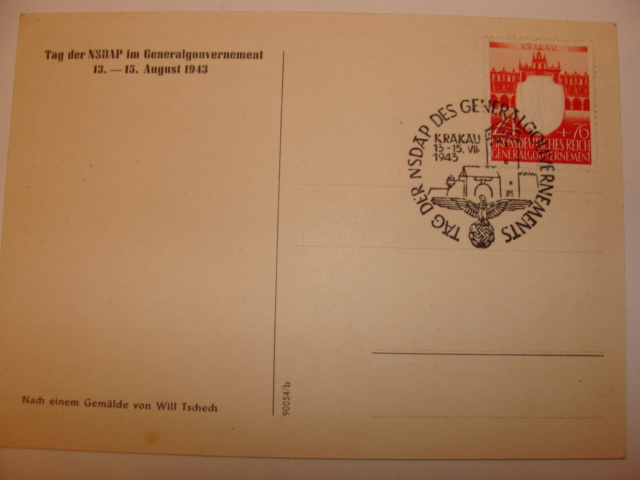 Tag der NSDAP im Generalgouvernement
13. — 15. August 1943
KRAKAU
24 +76
GROSSDEUTSCHES REICH
GENERALGOUVERNEMENT
TAG DER NSDAP DES GENERALGOUVERNEMENTS
KRAKAU
13-15. VIII
1943
90054/b
Nach einem Gemälde von Will Tschech